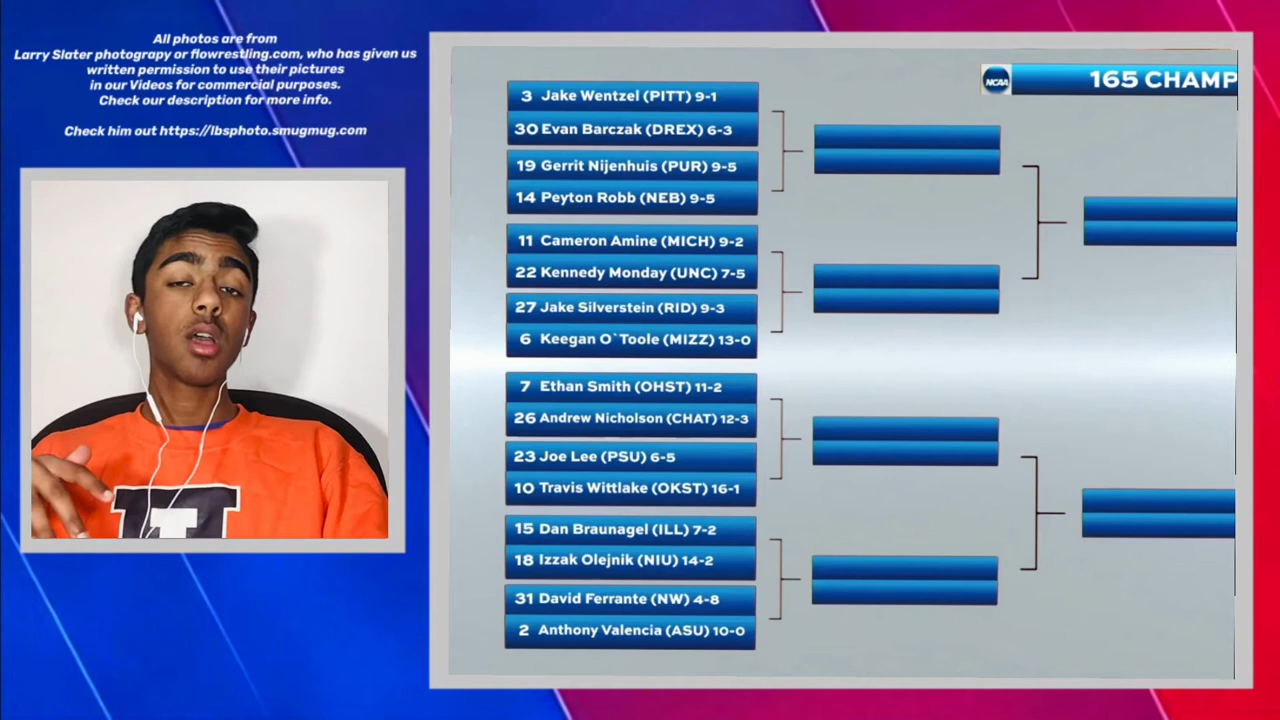 All photos are from
Larry Slater photograpy or flowrestling.com, who has given us
written permission to use their pictures
in our Videos for commercial purposes.
Check our description for more info.
Check him out https://lbsphoto.smugmug.com
NCAA
165 CHAMP
3 Jake Wentzel (PITT) 9-1
30 Evan Barczak (DREX) 6-3
19 Gerrit Nijenhuis (PUR) 9-5
14 Peyton Robb (NEB) 9-5
11 Cameron Amine (MICH) 9-2
22 Kennedy Monday (UNC) 7-5
27 Jake Silverstein (RID) 9-3
6 Keegan O`Toole (MIZZ) 13-0
7 Ethan Smith (OHST) 11-2
26 Andrew Nicholson (CHAT) 12-3
23 Joe Lee (PSU) 6-5
10 Travis Wittlake (OKST) 16-1
15 Dan Braunagel (ILL) 7-2
18 Izzak Olejnik (NIU) 14-2
31 David Ferrante (NW) 4-8
2 Anthony Valencia (ASU) 10-0